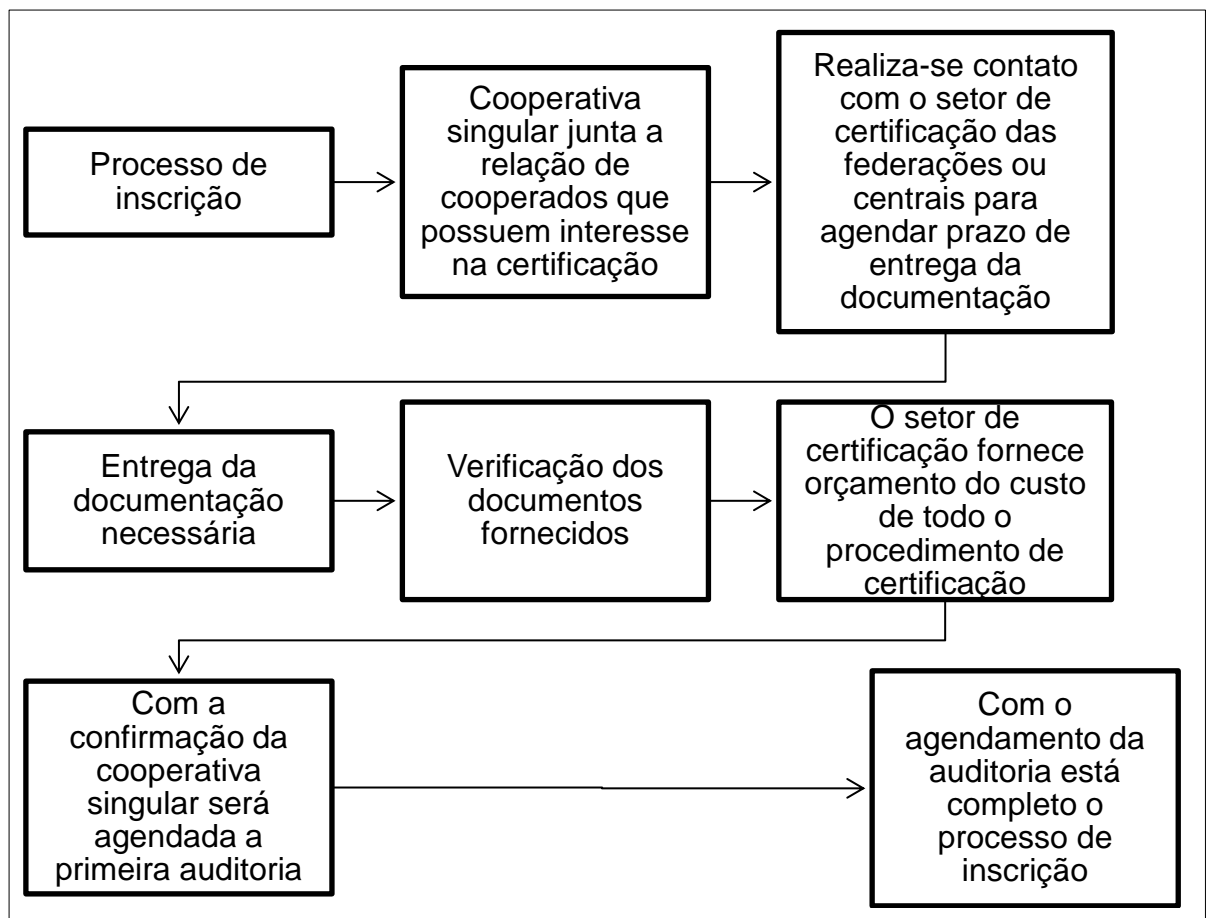 Processo de
inscrição
Cooperativa
singular junta a
relação de
cooperados que
possuem interesse
na certificação
Realiza-se contato
com o setor de
certificação das
federações ou
centrais para
agendar prazo de
entrega da
documentação
Entrega da
documentação
necessária
Verificação dos
documentos
fornecidos
O setor de
certificação fornece
orçamento do custo
de todo o
procedimento de
certificação
Com a
confirmação da
cooperativa
singular será
agendada a
primeira auditoria
Com o
agendamento da
auditoria está
completo o
processo de
inscrição